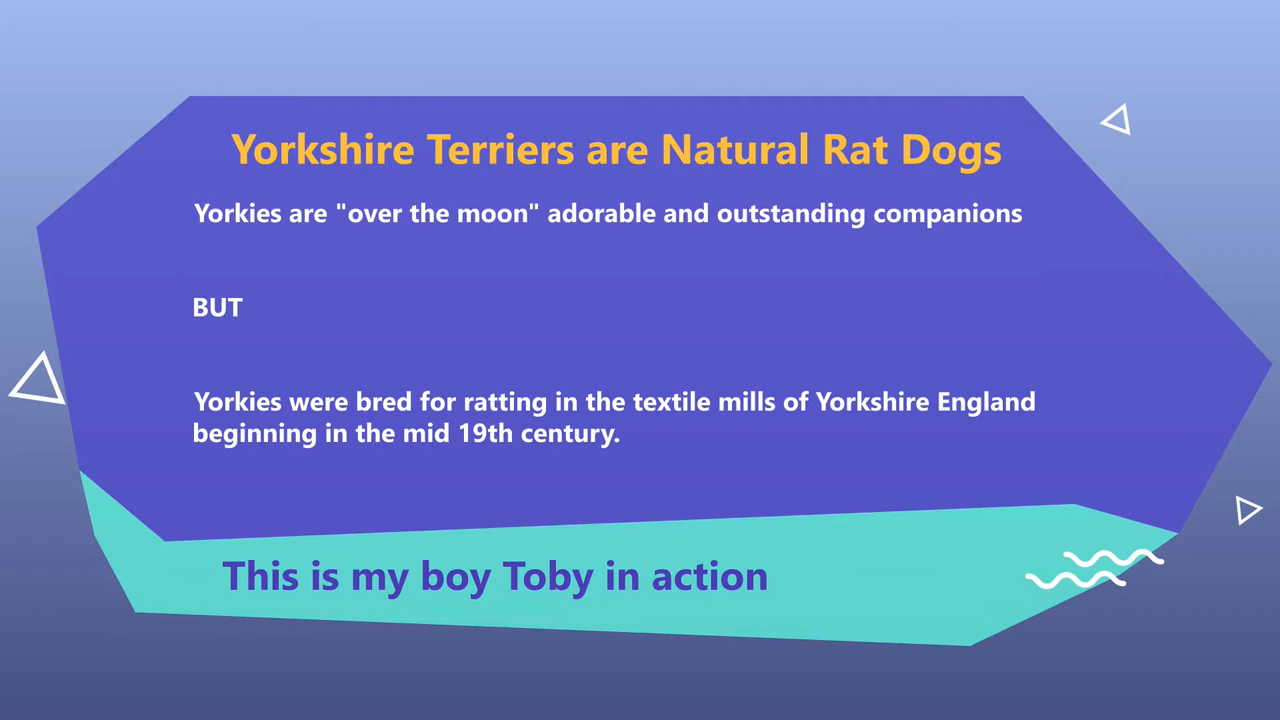 Yorkshire Terriers are Natural Rat Dogs
Yorkies are "over the moon" adorable and outstanding companions
BUT
Yorkies were bred for ratting in the textile mills of Yorkshire England
beginning in the mid 19th century.
This is my boy Toby in action